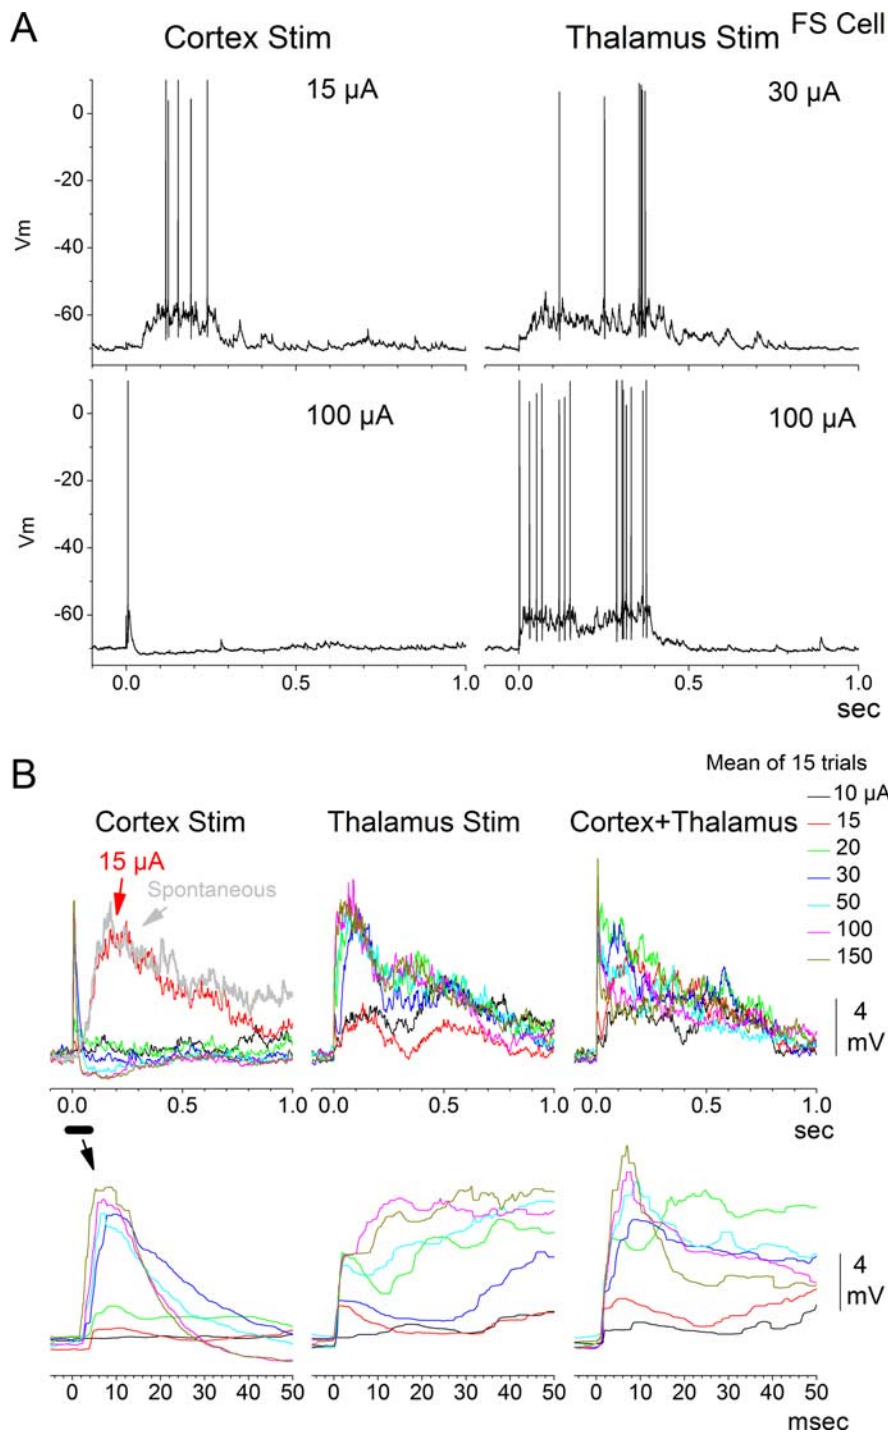 A
Cortex Stim
Thalamus Stim
FS Cell
15 µA
30 µA
Vm
0
-20
-40
-60
100 µA
100 µA
Vm
0
-20
-40
-60
0.0 0.5 1.0
0.0 0.5 1.0
sec
B
Mean of 15 trials
Cortex Stim
Thalamus Stim
Cortex+Thalamus
10 µA
15
20
30
50
100
150
15 µA
Spontaneous
4
mV
0.0 0.5 1.0
0.0 0.5 1.0
0.0 0.5 1.0
sec
4
mV
0 10 20 30 40 50
0 10 20 30 40 50
0 10 20 30 40 50
msec